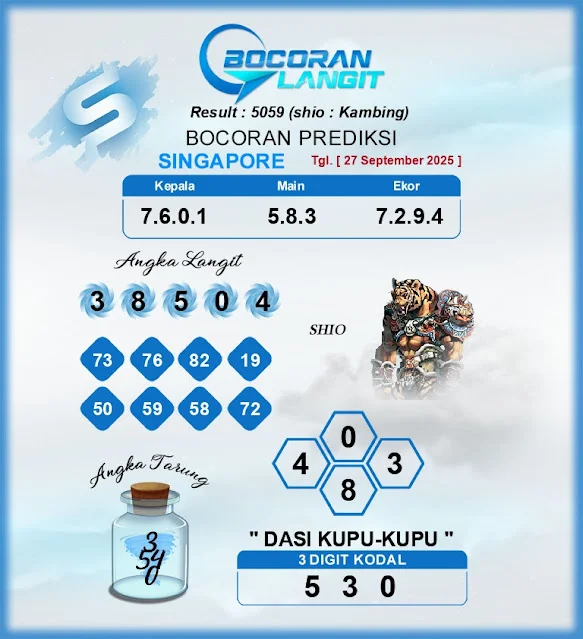 BOCORAN
LANGIT
Result : 5059 (shio : Kambing)
BOCORAN PREDIKSI
SINGAPORE Tgl. [ 27 September 2025 ]
Kepala Main Ekor
7.6.0.1 5.8.3 7.2.9.4
Angka Langit
3 8 5 0 4
SHIO
73 76 82 19
50 59 58 72
0
4 3
8
Angka Tarung
3
54
" DASI KUPU-KUPU "
3 DIGIT KODAL
5 3 0